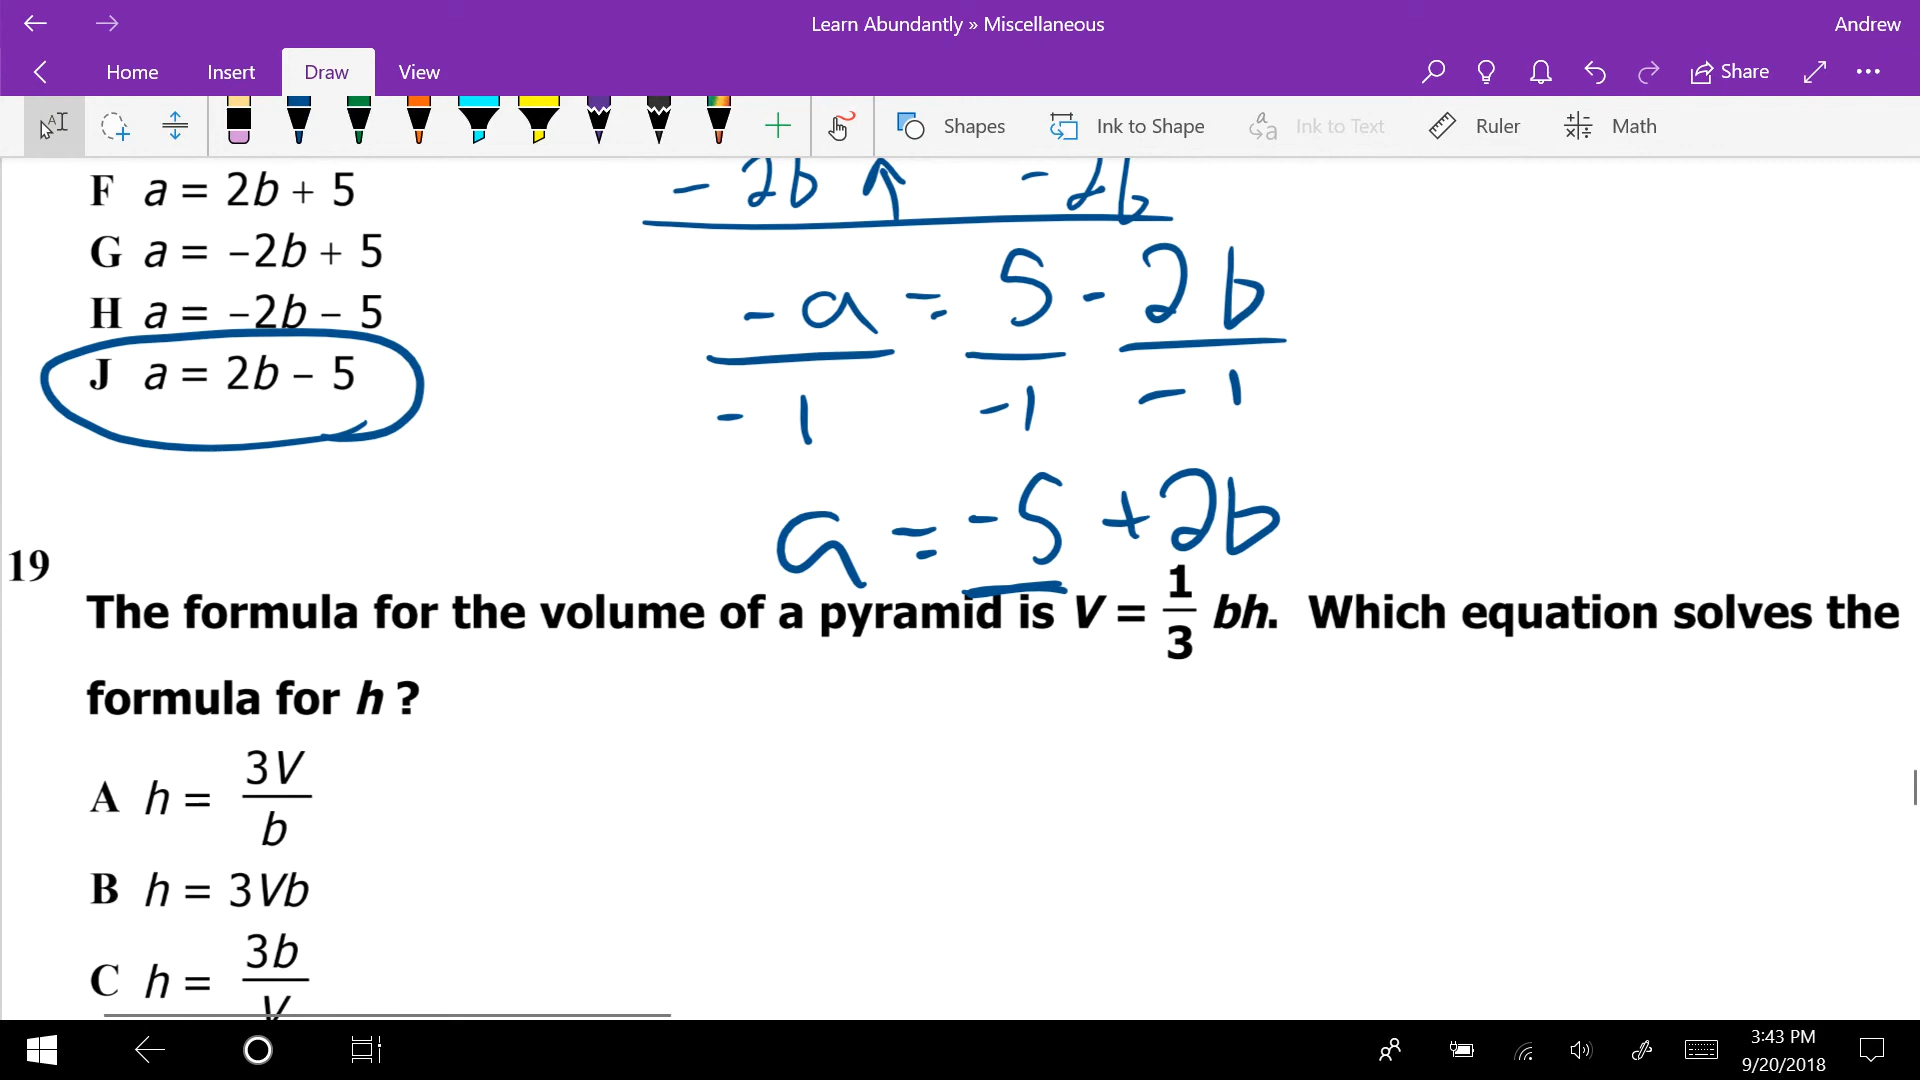 Learn Abundantly » Miscellaneous
Andrew
Home Insert Draw View
Share
Shapes Ink to Shape Ink to Text Ruler Math
F a = 2b + 5
G a = −2b + 5
H a = −2b − 5
J a = 2b − 5
- 2b - 2b
-a = 5 - 2b
-1 -1 -1
a = -5 + 2b
19
The formula for the volume of a pyramid is V = 1/3 bh. Which equation solves the
formula for h ?
A h = 3V/b
B h = 3Vb
C h = 3b/V
3:43 PM
9/20/2018